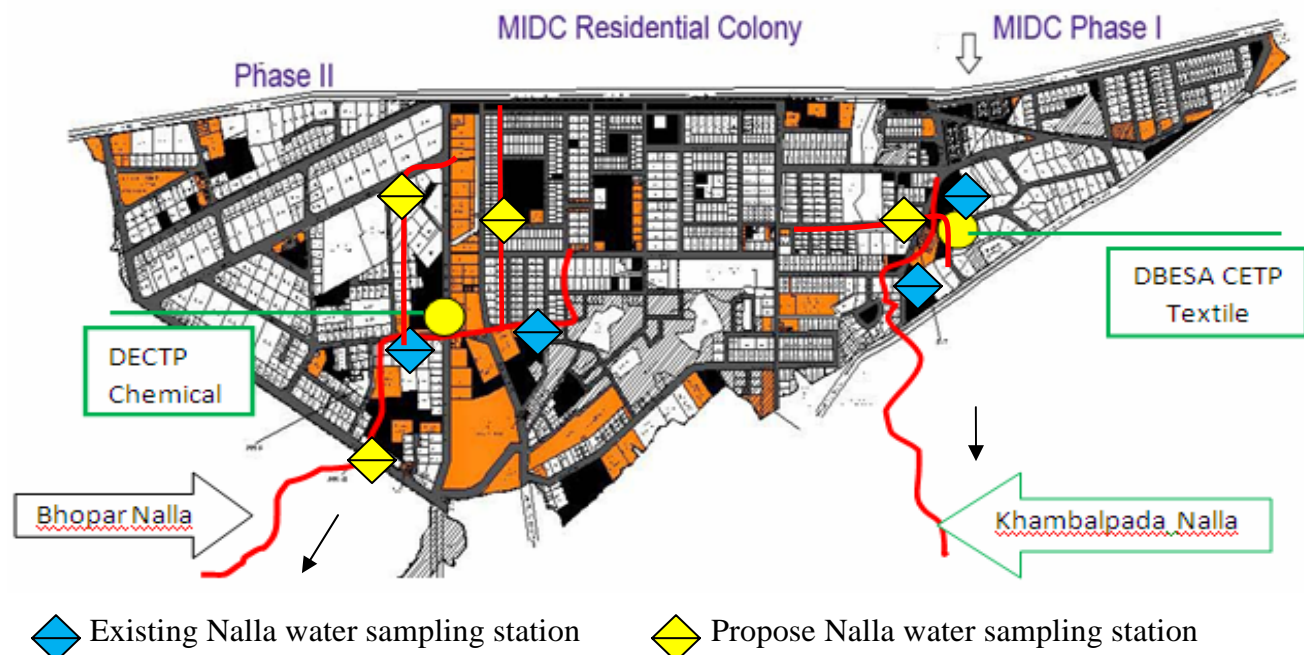 MIDC Residential Colony
MIDC Phase I
Phase II
DBESA CETP
Textile
DECTP
Chemical
Bhopar Nalla
Khambalpada Nalla
Existing Nalla water sampling station
Propose Nalla water sampling station